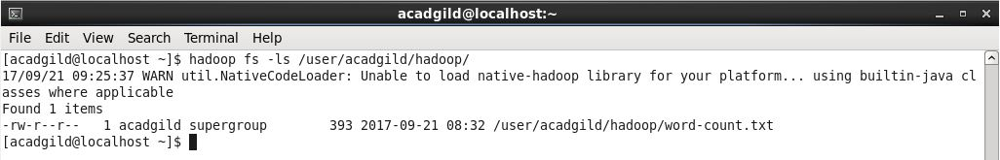 acadgild@localhost:~
File Edit View Search Terminal Help
[acadgild@localhost ~]$ hadoop fs -ls /user/acadgild/hadoop/
17/09/21 09:25:37 WARN util.NativeCodeLoader: Unable to load native-hadoop library for your platform... using builtin-java cl
asses where applicable
Found 1 items
-rw-r--r--   1 acadgild supergroup        393 2017-09-21 08:32 /user/acadgild/hadoop/word-count.txt
[acadgild@localhost ~]$